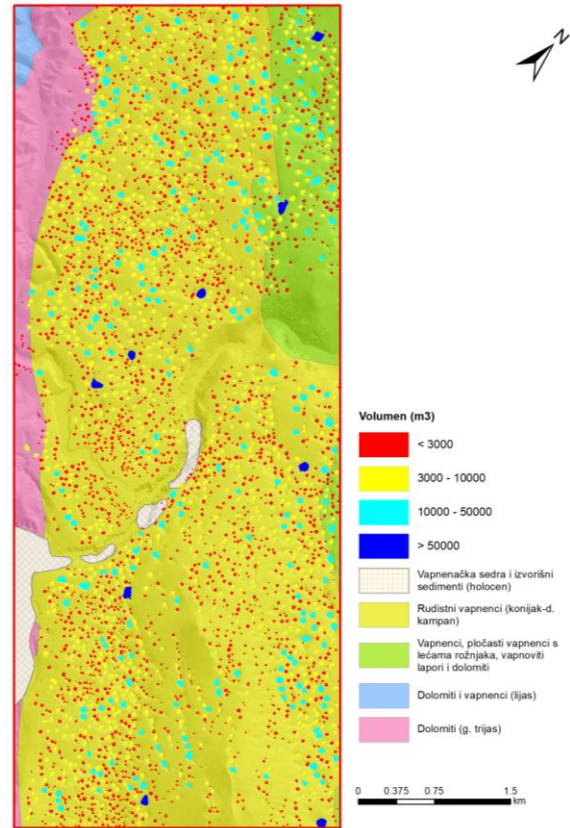 N
Volumen (m3)
< 3000
3000 - 10000
10000 - 50000
> 50000
Vapnenačka sedra i izvorišni
sedimenti (holocen)
Rudistni vapnenci (konijak-d.
kampan)
Vapnenci, pločasti vapnenci s
lećama rožnjaka, vapnoviti
lapori i dolomiti
Dolomiti i vapnenci (lijas)
Dolomiti (g. trijas)
0 0.375 0.75 1.5
km